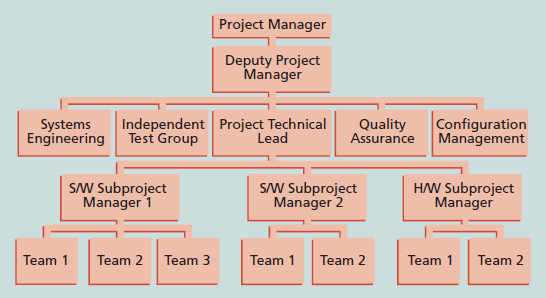 Project Manager
Deputy Project
Manager
Systems
Engineering
Independent
Test Group
Project Technical
Lead
Quality
Assurance
Configuration
Management
S/W Subproject
Manager 1
S/W Subproject
Manager 2
H/W Subproject
Manager
Team 1
Team 2
Team 3
Team 1
Team 2
Team 1
Team 2